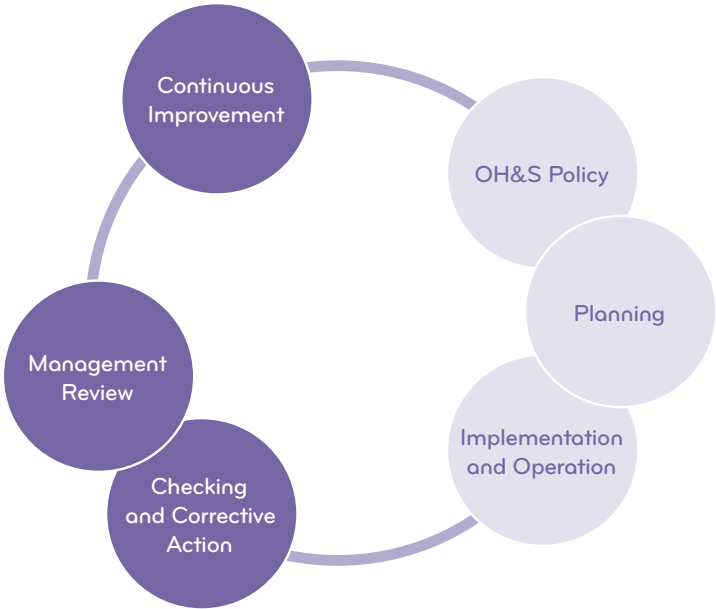 Continuous
Improvement
OH&S Policy
Planning
Implementation
and Operation
Checking
and Corrective
Action
Management
Review